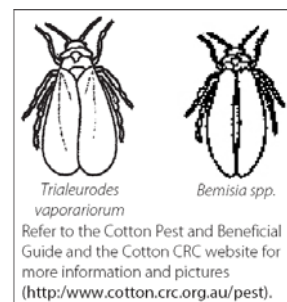 Trialeurodes
vaporariorum
Bemisia spp.
Refer to the Cotton Pest and Beneficial
Guide and the Cotton CRC website for
more information and pictures
(http:/www.cotton.crc.org.au/pest).